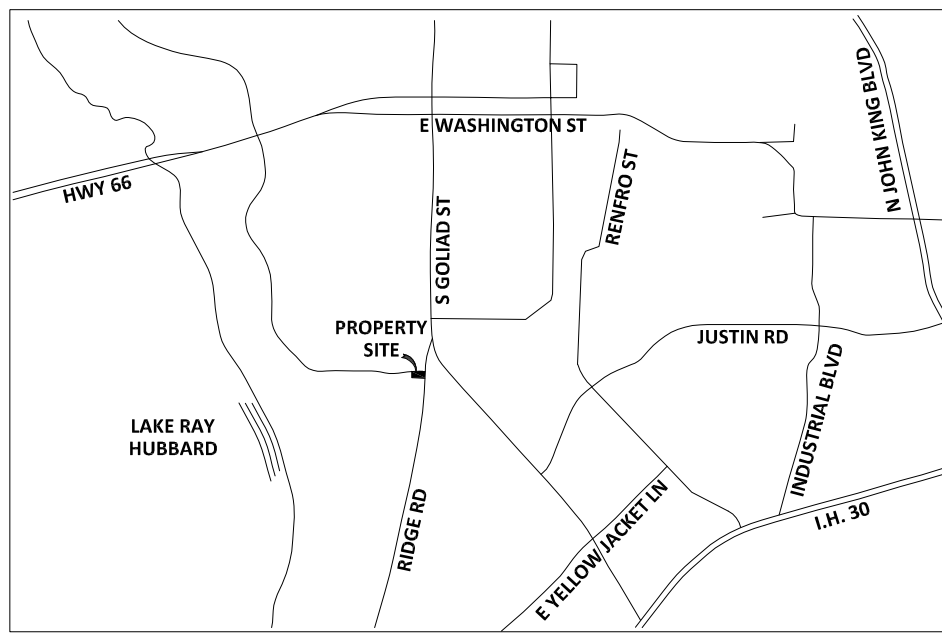 N JOHN KING BLVD
E WASHINGTON ST
HWY 66
RENFRO ST
S GOLIAD ST
PROPERTY
SITE
JUSTIN RD
INDUSTRIAL BLVD
LAKE RAY
HUBBARD
RIDGE RD
E YELLOW JACKET LN
I.H. 30